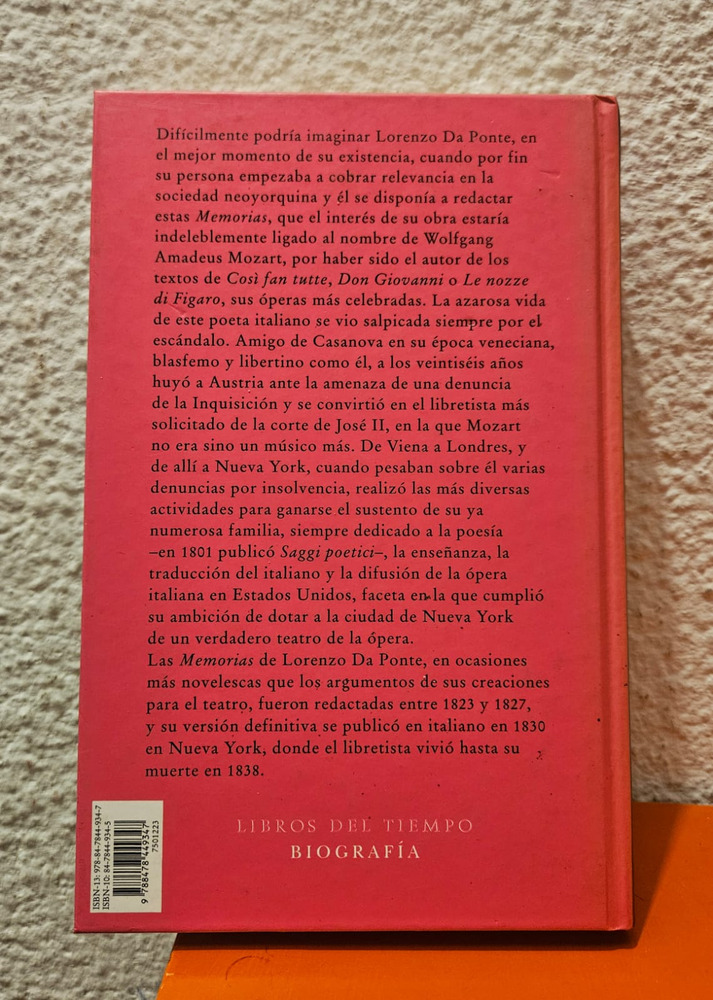 Difícilmente podría imaginar Lorenzo Da Ponte, en
el mejor momento de su existencia, cuando por fin
su persona empezaba a cobrar relevancia en la
sociedad neoyorquina y él se disponía a redactar
estas Memorias, que el interés de su obra estaría
indeleblemente ligado al nombre de Wolfgang
Amadeus Mozart, por haber sido el autor de los
textos de Così fan tutte, Don Giovanni o Le nozze
di Figaro, sus óperas más celebradas. La azarosa vida
de este poeta italiano se vio salpicada siempre por el
escándalo. Amigo de Casanova en su época veneciana,
blasfemo y libertino como él, a los veintiséis años
huyó a Austria ante la amenaza de una denuncia
de la Inquisición y se convirtió en el libretista más
solicitado de la corte de José II, en la que Mozart
no era sino un músico más. De Viena a Londres, y
de allí a Nueva York, cuando pesaban sobre él varias
denuncias por insolvencia, realizó las más diversas
actividades para ganarse el sustento de su ya
numerosa familia, siempre dedicado a la poesía
–en 1801 publicó Saggi poetici–, la enseñanza, la
traducción del italiano y la difusión de la ópera
italiana en Estados Unidos, faceta en la que cumplió
su ambición de dotar a la ciudad de Nueva York
de un verdadero teatro de la ópera.
Las Memorias de Lorenzo Da Ponte, en ocasiones
más novelescas que los argumentos de sus creaciones
para el teatro, fueron redactadas entre 1823 y 1827,
y su versión definitiva se publicó en italiano en 1830
en Nueva York, donde el libretista vivió hasta su
muerte en 1838.
LIBROS DEL TIEMPO
BIOGRAFÍA
ISBN-13: 978-84-7844-934-7
ISBN-10: 84-7844-934-5
7501223
9 788478 449347